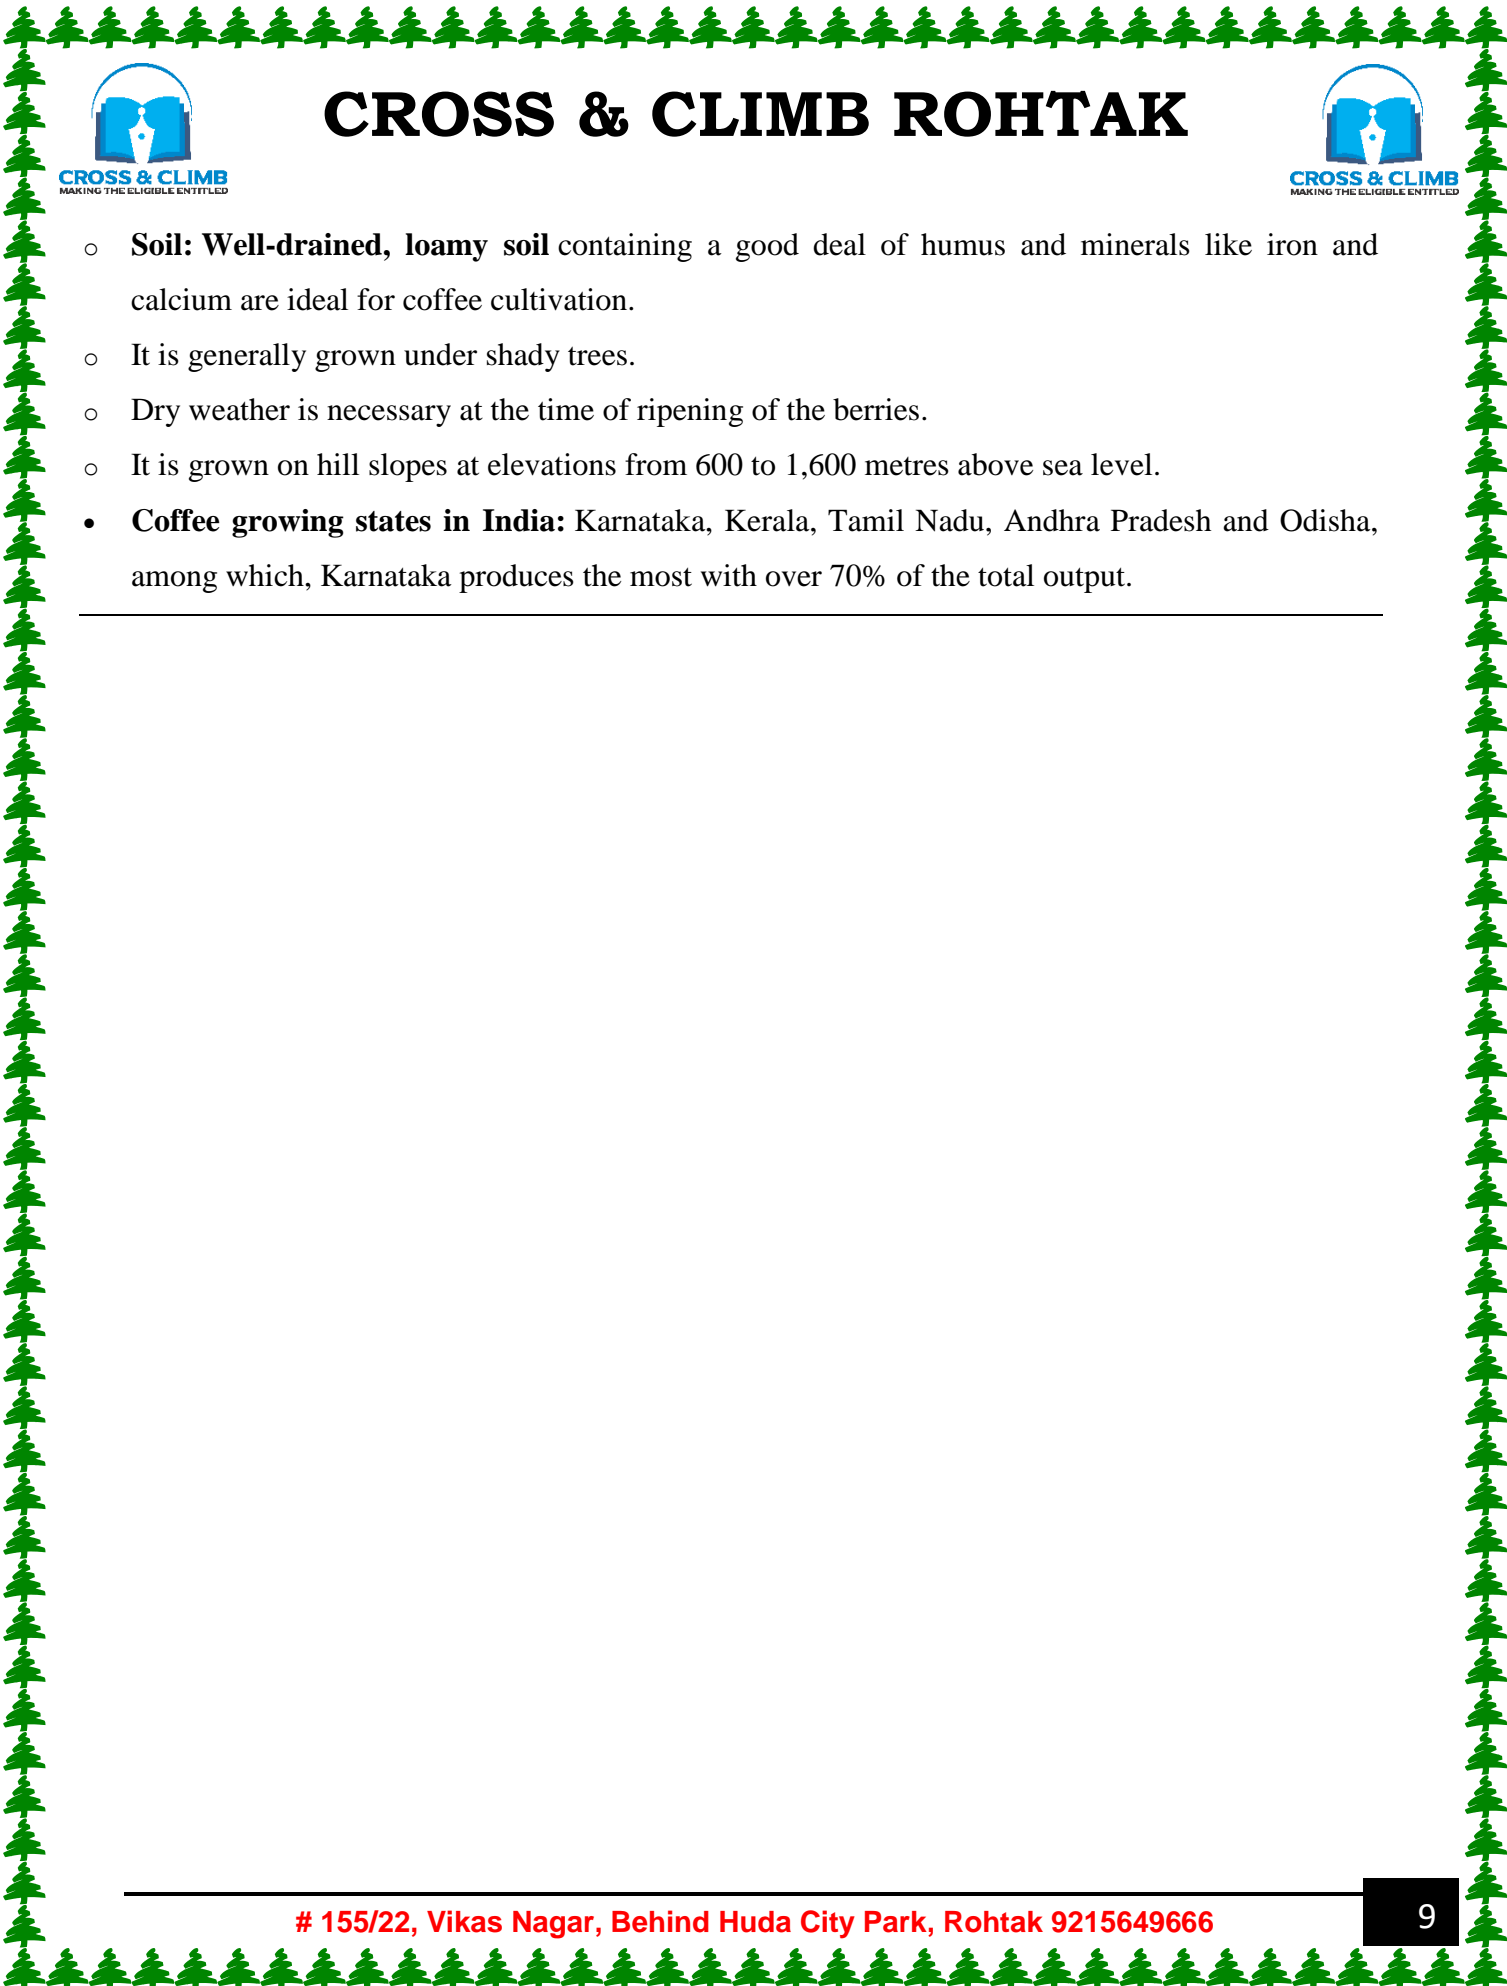 CROSS & CLIMB ROHTAK
CROSS & CLIMB
MAKING THE ELIGIBLE ENTITLED
CROSS & CLIMB
MAKING THE ELIGIBLE ENTITLED
o Soil: Well-drained, loamy soil containing a good deal of humus and minerals like iron and
calcium are ideal for coffee cultivation.
o It is generally grown under shady trees.
o Dry weather is necessary at the time of ripening of the berries.
o It is grown on hill slopes at elevations from 600 to 1,600 metres above sea level.
• Coffee growing states in India: Karnataka, Kerala, Tamil Nadu, Andhra Pradesh and Odisha,
among which, Karnataka produces the most with over 70% of the total output.
# 155/22, Vikas Nagar, Behind Huda City Park, Rohtak 9215649666
9